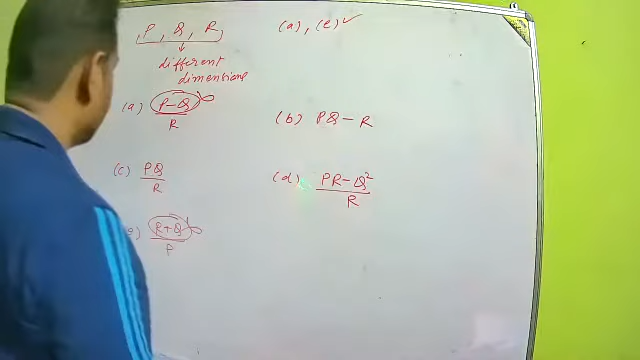 P, Q, R (a), (e) ✓
different
dimensions
(a) P-Q / R (b) PQ - R
(c) PQ / R (d) PR - Q² / R
e) R+Q / P